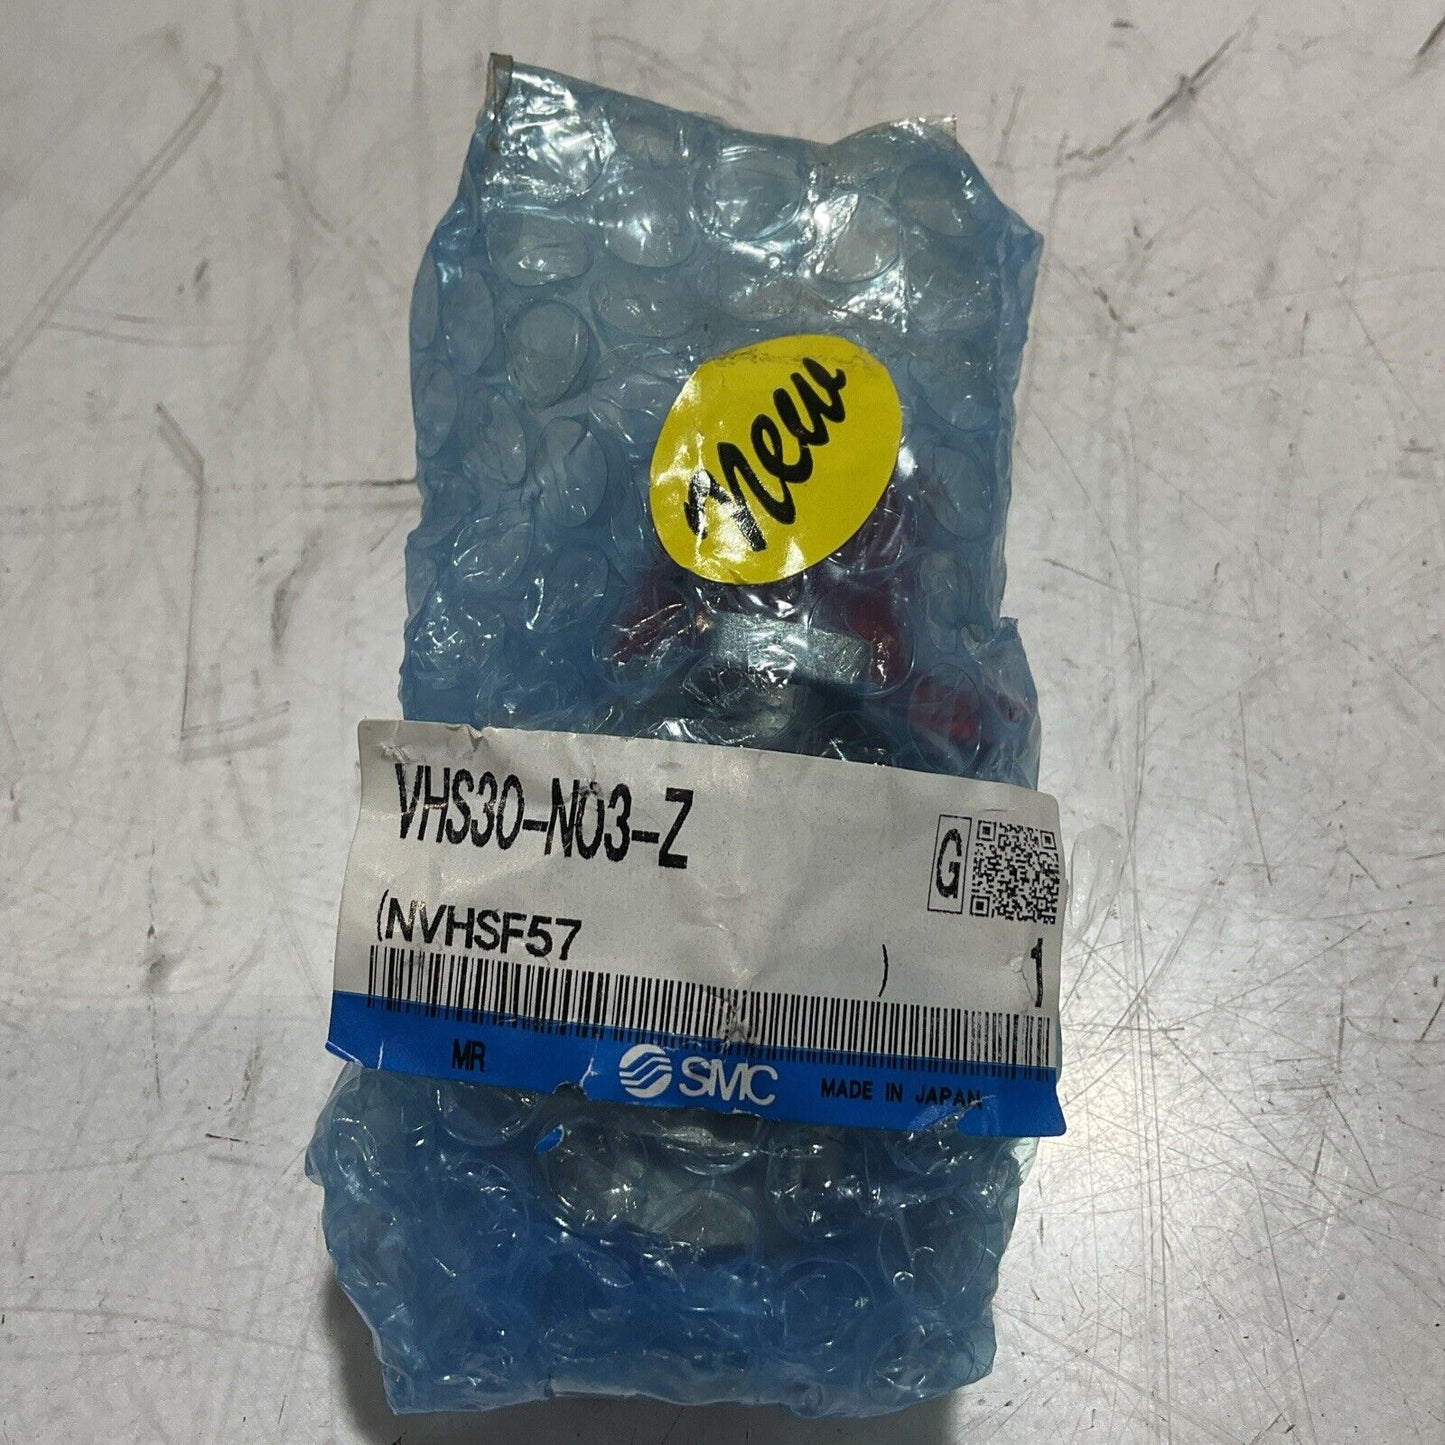 New
VHS30-N03-Z
G
(NVHSF57 ) 1
MR SMC MADE IN JAPAN